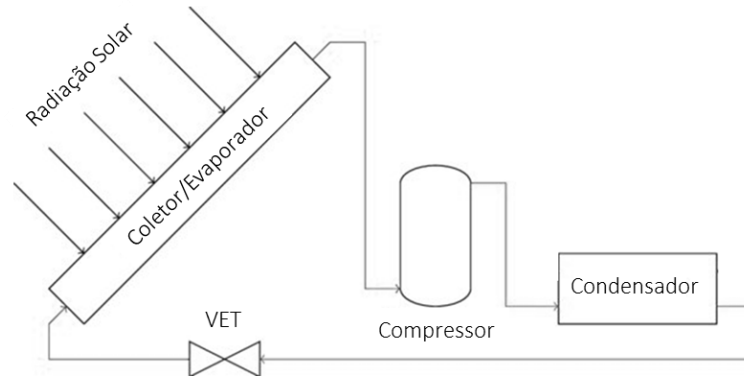 Radiação Solar
Coletor/Evaporador
VET
Compressor
Condensador